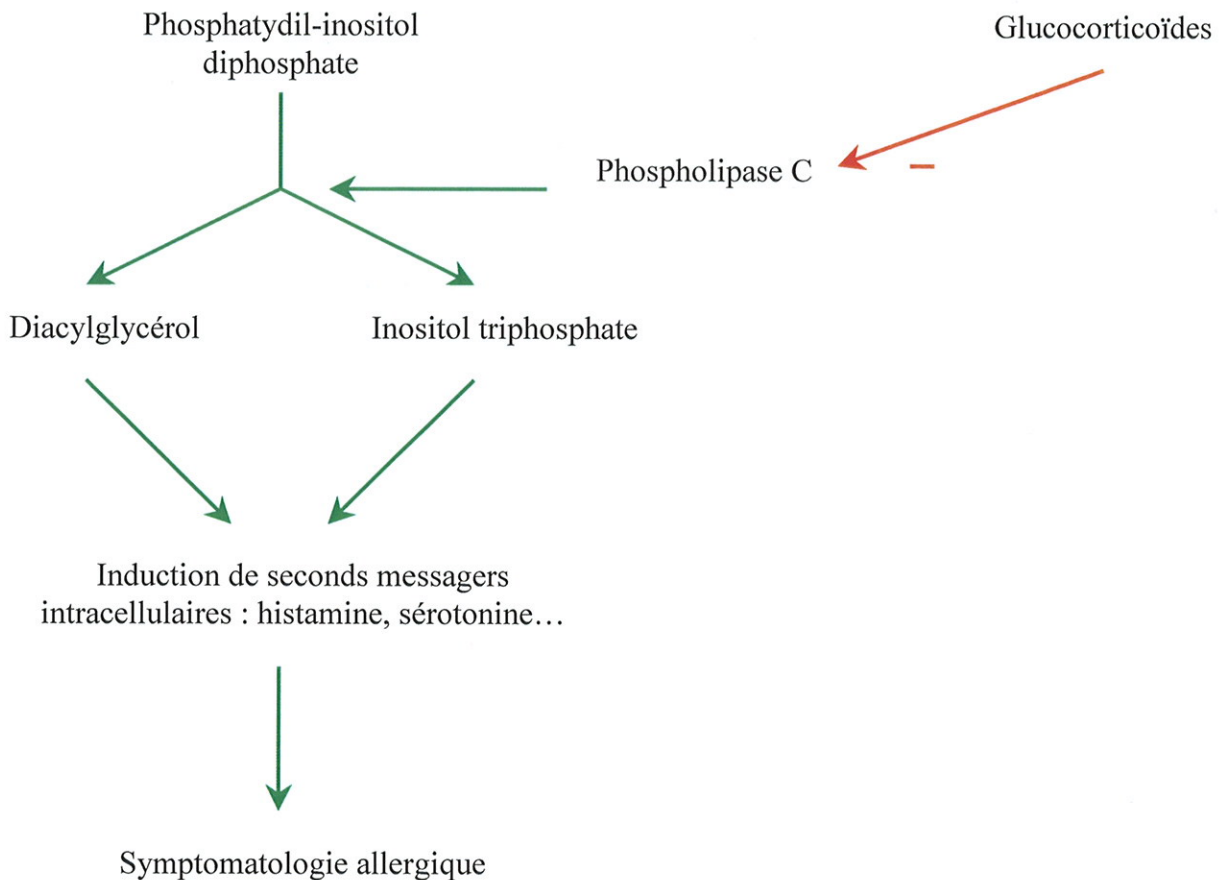 Phosphatydil-inositol
diphosphate
Glucocorticoïdes
Phospholipase C
–
Diacylglycérol
Inositol triphosphate
Induction de seconds messagers
intracellulaires : histamine, sérotonine…
Symptomatologie allergique